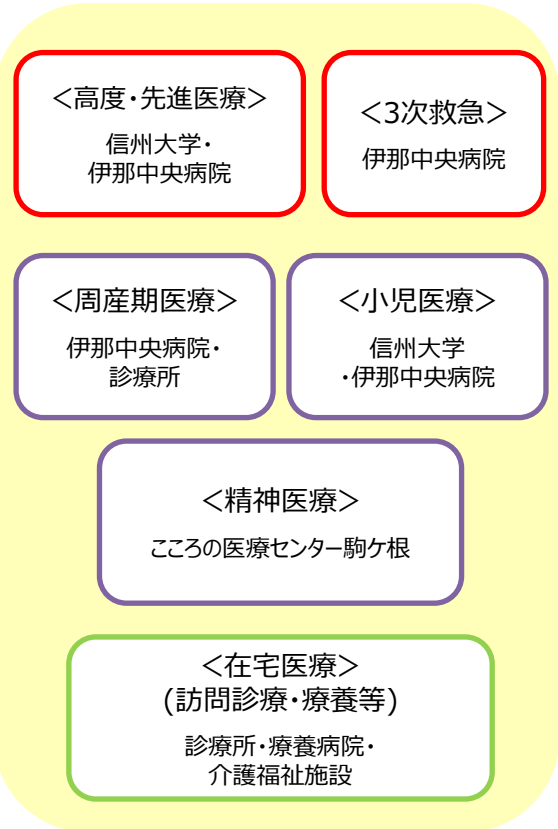 ＜高度・先進医療＞
信州大学・
伊那中央病院
＜3次救急＞
伊那中央病院
＜周産期医療＞
伊那中央病院・
診療所
＜小児医療＞
信州大学
・伊那中央病院
＜精神医療＞
こころの医療センター駒ケ根
＜在宅医療＞
(訪問診療・療養等)
診療所・療養病院・
介護福祉施設